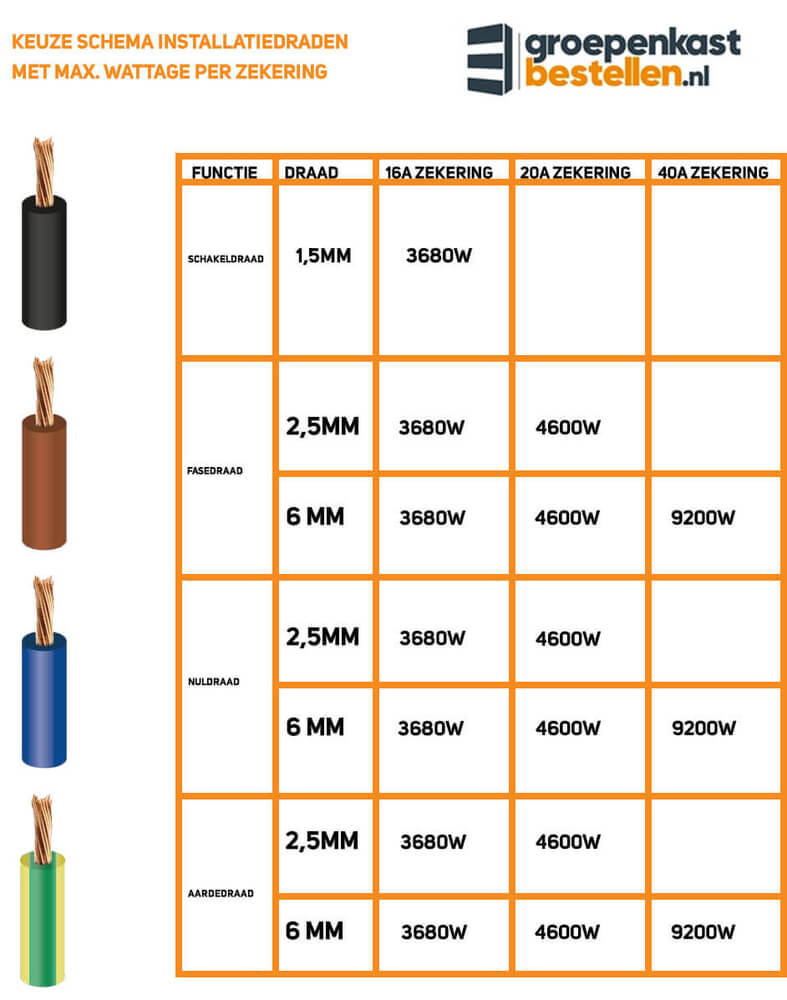 KEUZE SCHEMA INSTALLATIEDRADEN
MET MAX. WATTAGE PER ZEKERING
groepenkast
bestellen.nl
FUNCTIE DRAAD 16A ZEKERING 20A ZEKERING 40A ZEKERING
SCHAKELDRAAD 1,5MM 3680W
FASEDRAAD
2,5MM 3680W 4600W
6 MM 3680W 4600W 9200W
NULDRAAD
2,5MM 3680W 4600W
6 MM 3680W 4600W 9200W
AARDEDRAAD
2,5MM 3680W 4600W
6 MM 3680W 4600W 9200W